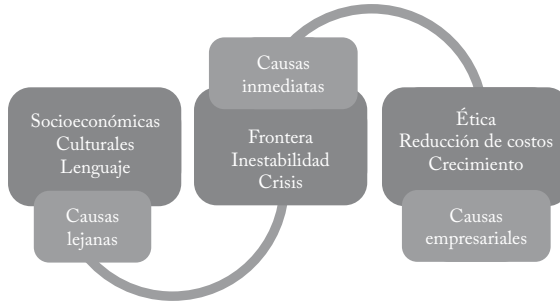 Socioeconómicas
Culturales
Lenguaje
Causas
lejanas
Causas
inmediatas
Frontera
Inestabilidad
Crisis
Ética
Reducción de costos
Crecimiento
Causas
empresariales